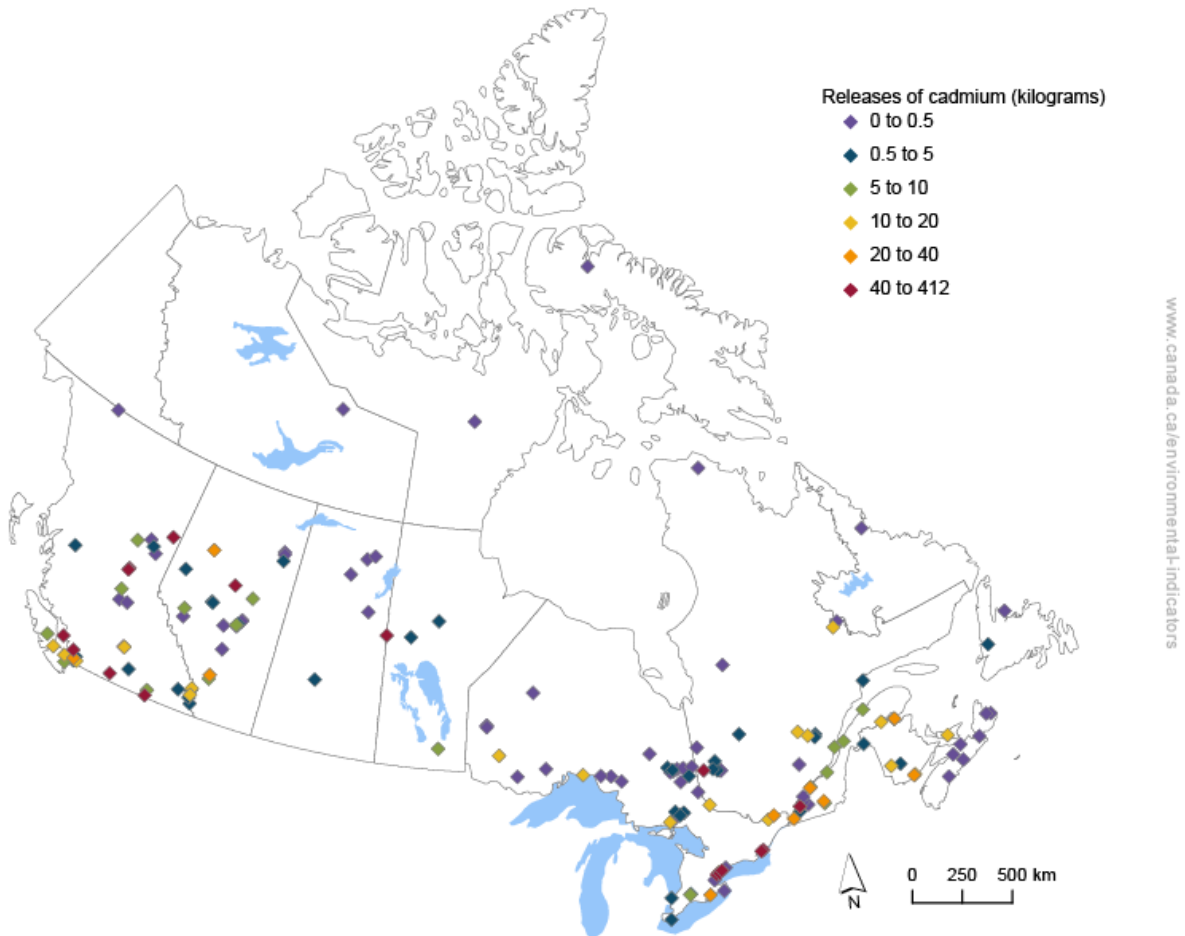 Releases of cadmium (kilograms)
0 to 0.5
0.5 to 5
5 to 10
10 to 20
20 to 40
40 to 412
www.canada.ca/environmental-indicators
N
0 250 500 km